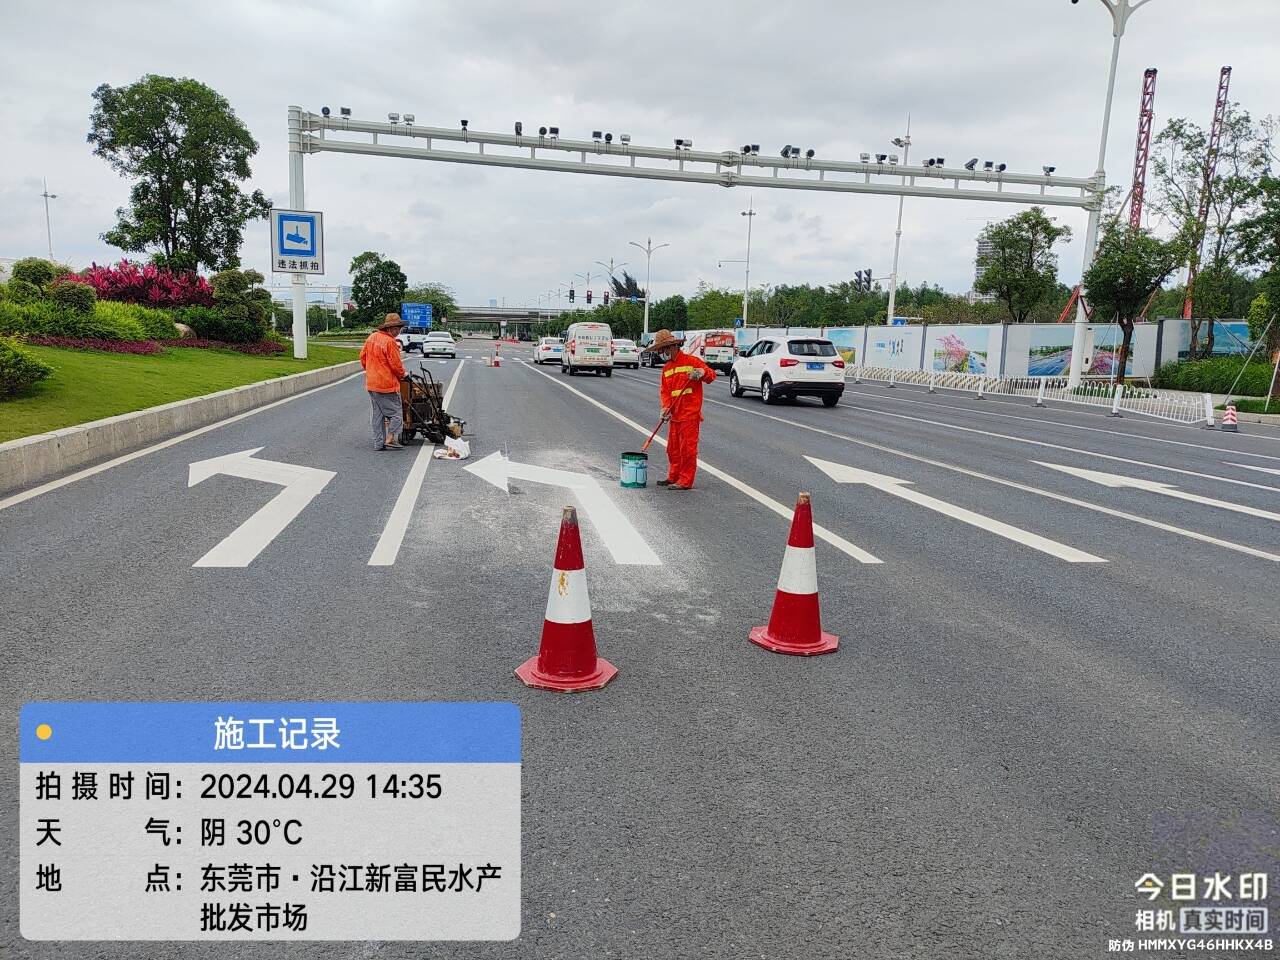 违法抓拍
施工记录
拍摄时间：2024.04.29 14:35
天气：阴 30°C
地点：东莞市·沿江新富民水产
批发市场
今日水印
相机 真实时间
防伪 HMMXYG46HHKX4B